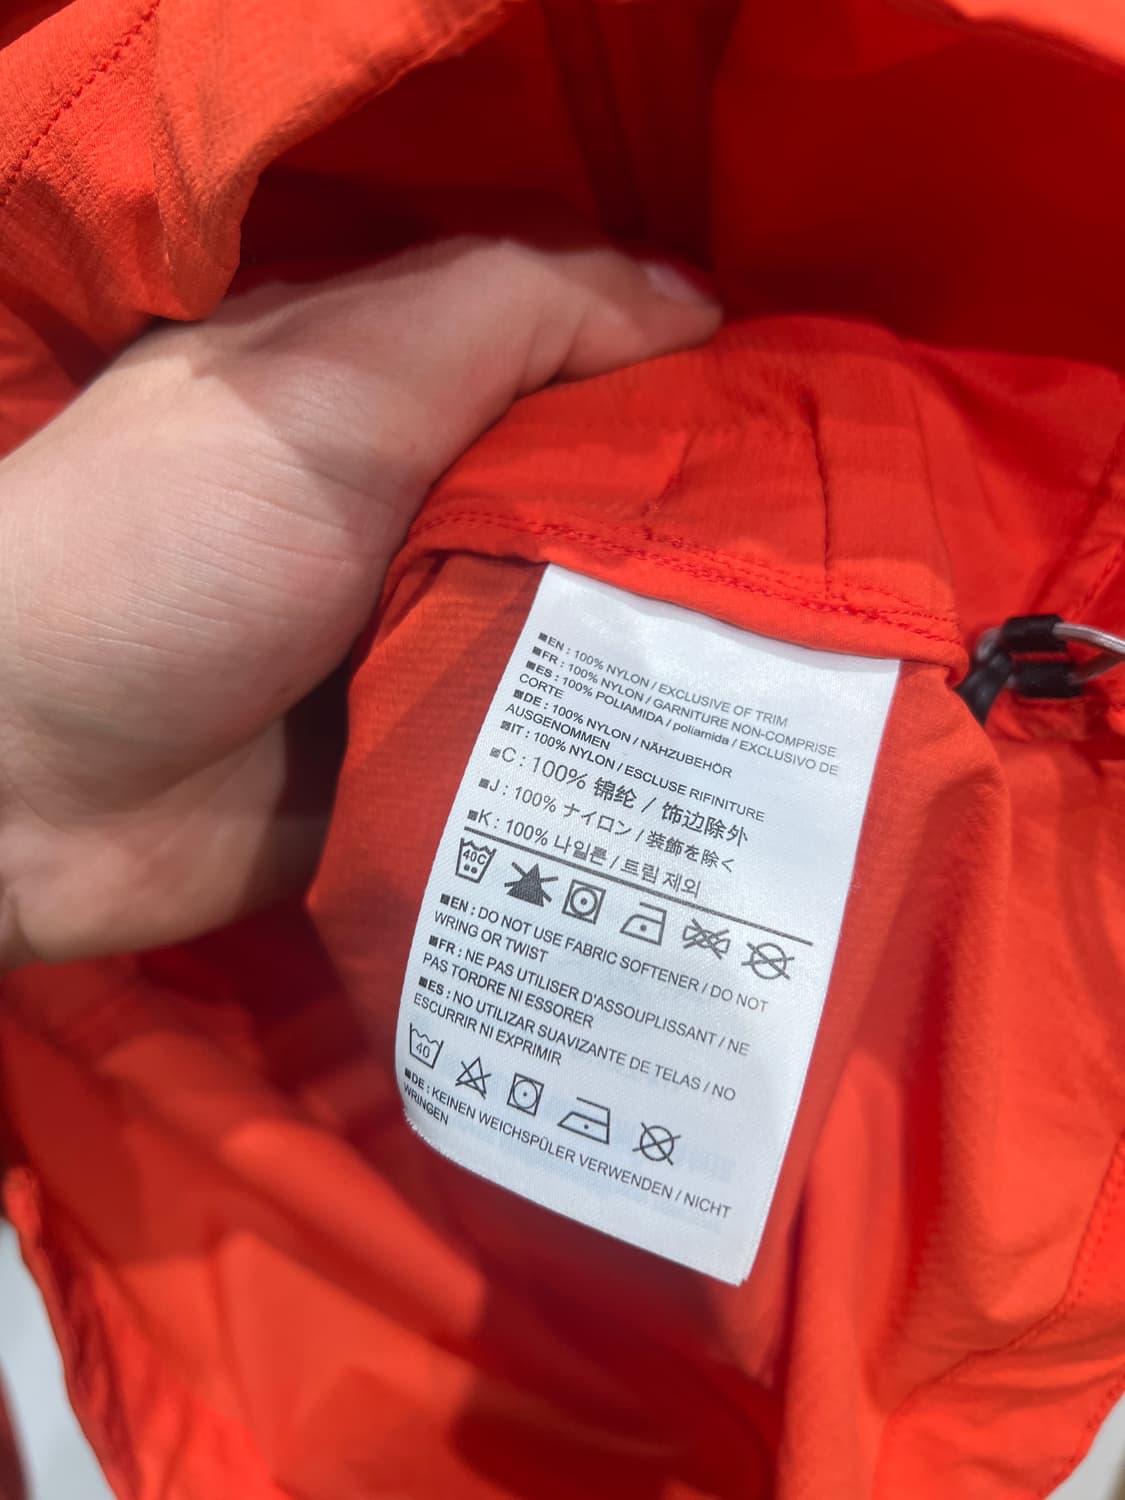 EN : 100% NYLON / EXCLUSIVE OF TRIM
FR : 100% NYLON / GARNITURE NON-COMPRISE
ES : 100% POLIAMIDA / poliamida / EXCLUSIVO DE
CORTE
DE : 100% NYLON / NÄHZUBEHÖR
AUSGENOMMEN
IT : 100% NYLON / ESCLUSE RIFINITURE
C : 100% 锦纶 / 饰边除外
J : 100% ナイロン / 装飾を除く
K : 100% 나일론 / 트림 제외
40C
EN : DO NOT USE FABRIC SOFTENER / DO NOT
WRING OR TWIST
FR : NE PAS UTILISER D'ASSOUPLISSANT / NE
PAS TORDRE NI ESSORER
ES : NO UTILIZAR SUAVIZANTE DE TELAS / NO
ESCURRIR NI EXPRIMIR
40
DE : KEINEN WEICHSPÜLER VERWENDEN / NICHT
WRINGEN